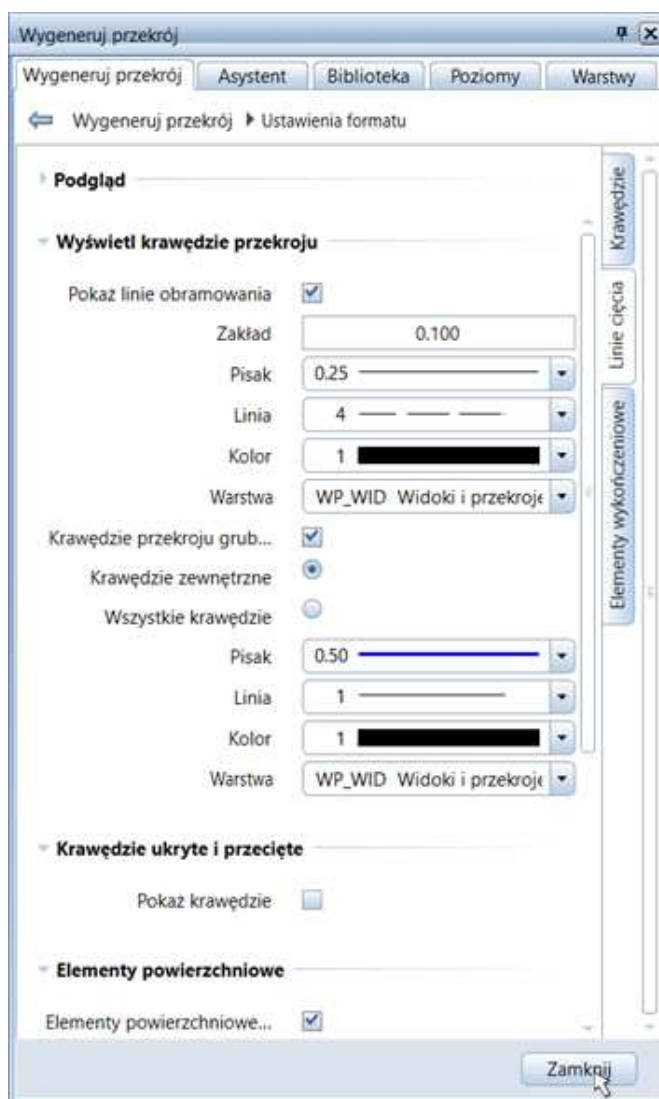 Wygeneruj przekrój
Wygeneruj przekrój Asystent Biblioteka Poziomy Warstwy
Wygeneruj przekrój Ustawienia formatu
Podgląd
Wyświetl krawędzie przekroju
Pokaż linie obramowania
Zakład 0.100
Pisak 0.25
Linia 4
Kolor 1
Warstwa WP_WID Widoki i przekroje
Krawędzie przekroju grub...
Krawędzie zewnętrzne
Wszystkie krawędzie
Pisak 0.50
Linia 1
Kolor 1
Warstwa WP_WID Widoki i przekroje
Krawędzie ukryte i przecięte
Pokaż krawędzie
Elementy powierzchniowe
Elementy powierzchniowe...
Krawędzie
Linie cięcia
Elementy wykończeniowe
Zamknij